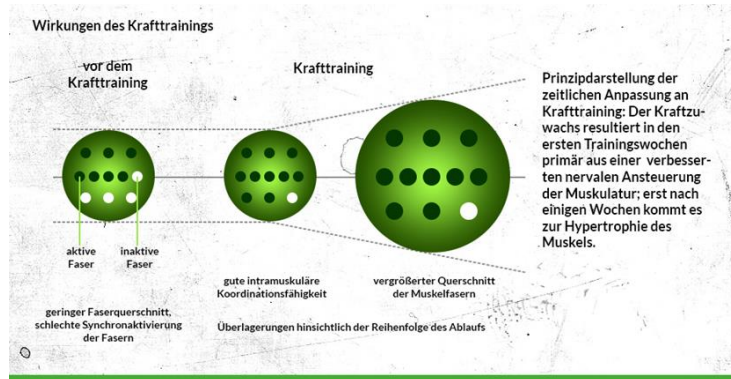 Wirkungen des Krafttrainings
vor dem
Krafttraining
Krafttraining
aktive
Faser
inaktive
Faser
geringer Faserquerschnitt,
schlechte Synchronaktivierung
der Fasern
gute intramuskuläre
Koordinationsfähigkeit
vergrößerter Querschnitt
der Muskelfasern
Überlagerungen hinsichtlich der Reihenfolge des Ablaufs
Prinzipdarstellung der
zeitlichen Anpassung an
Krafttraining: Der Kraftzu-
wachs resultiert in den
ersten Trainingswochen
primär aus einer verbesser-
ten nervalen Ansteuerung
der Muskulatur; erst nach
einigen Wochen kommt es
zur Hypertrophie des
Muskels.